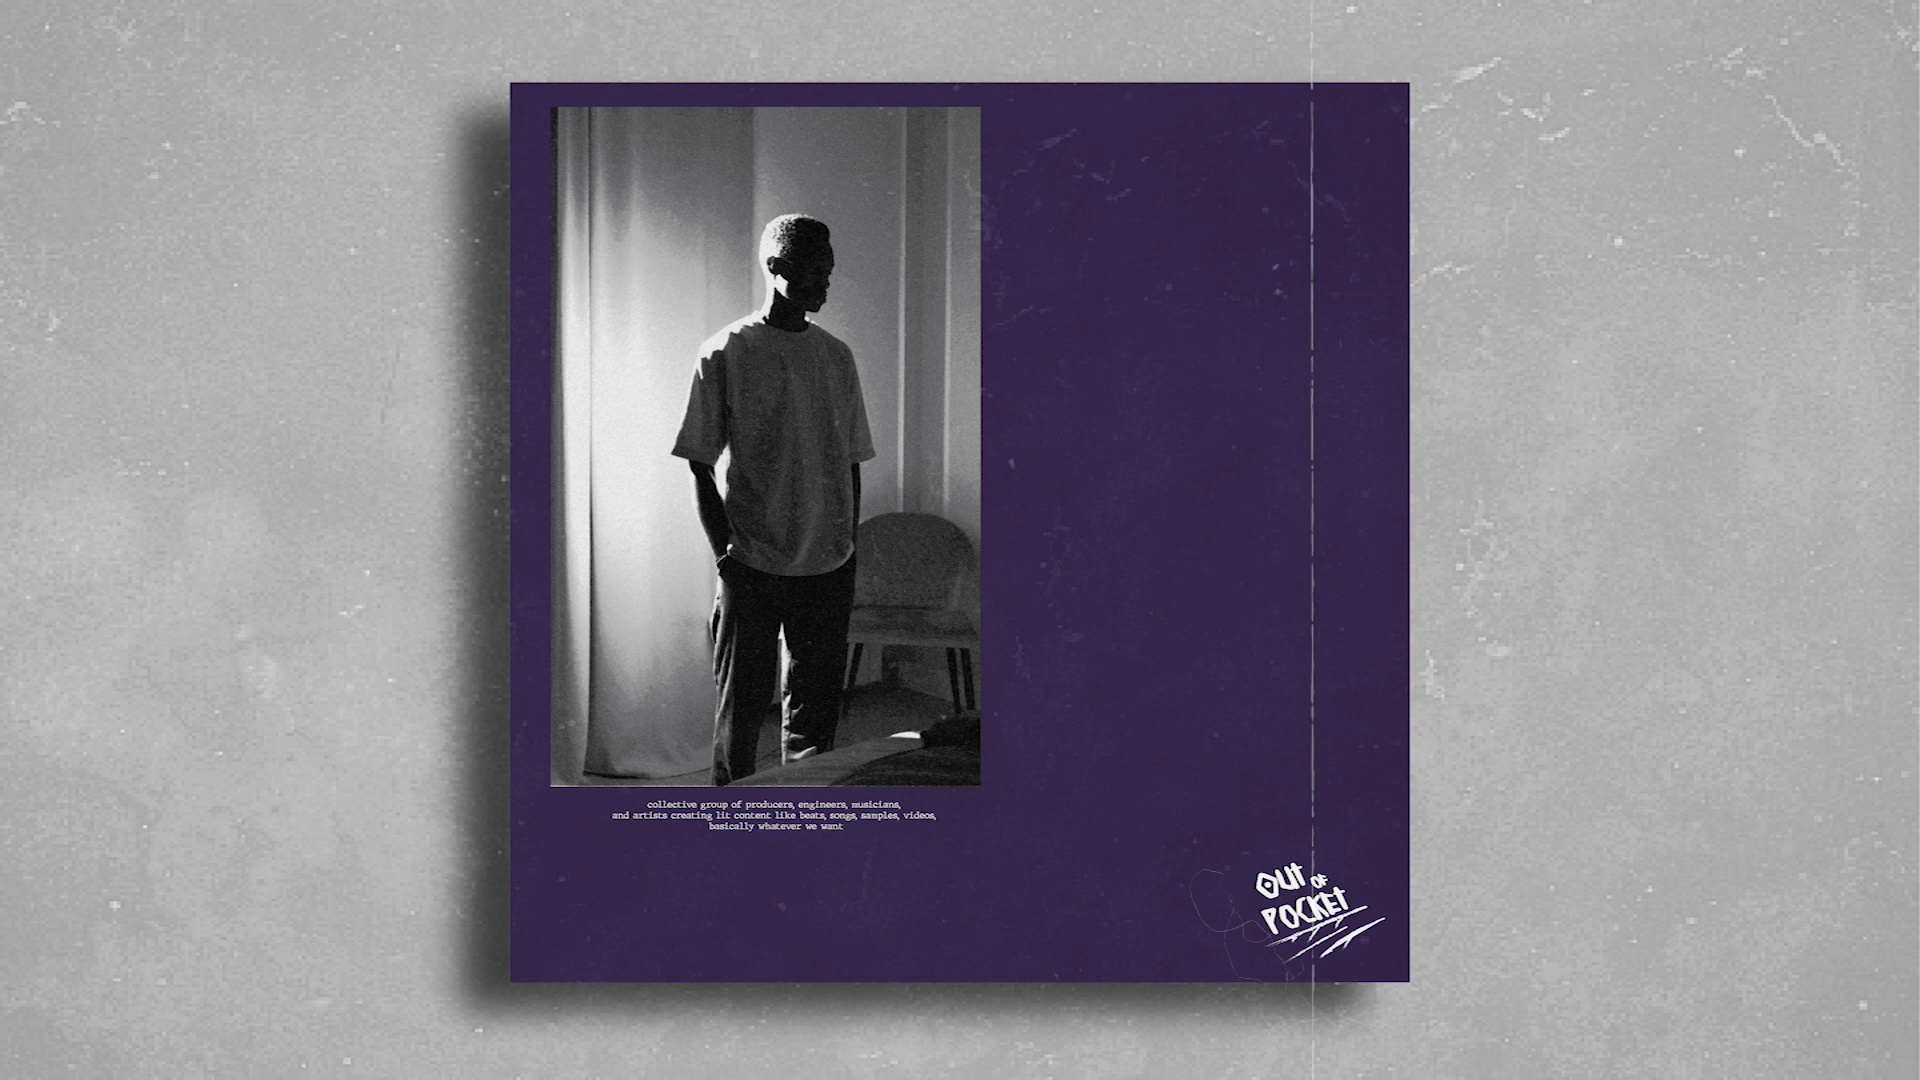 collective group of producers, engineers, musicians,
and artists creating lit content like beats, songs, samples, videos,
basically whatever we want
OUT OF
POCKET